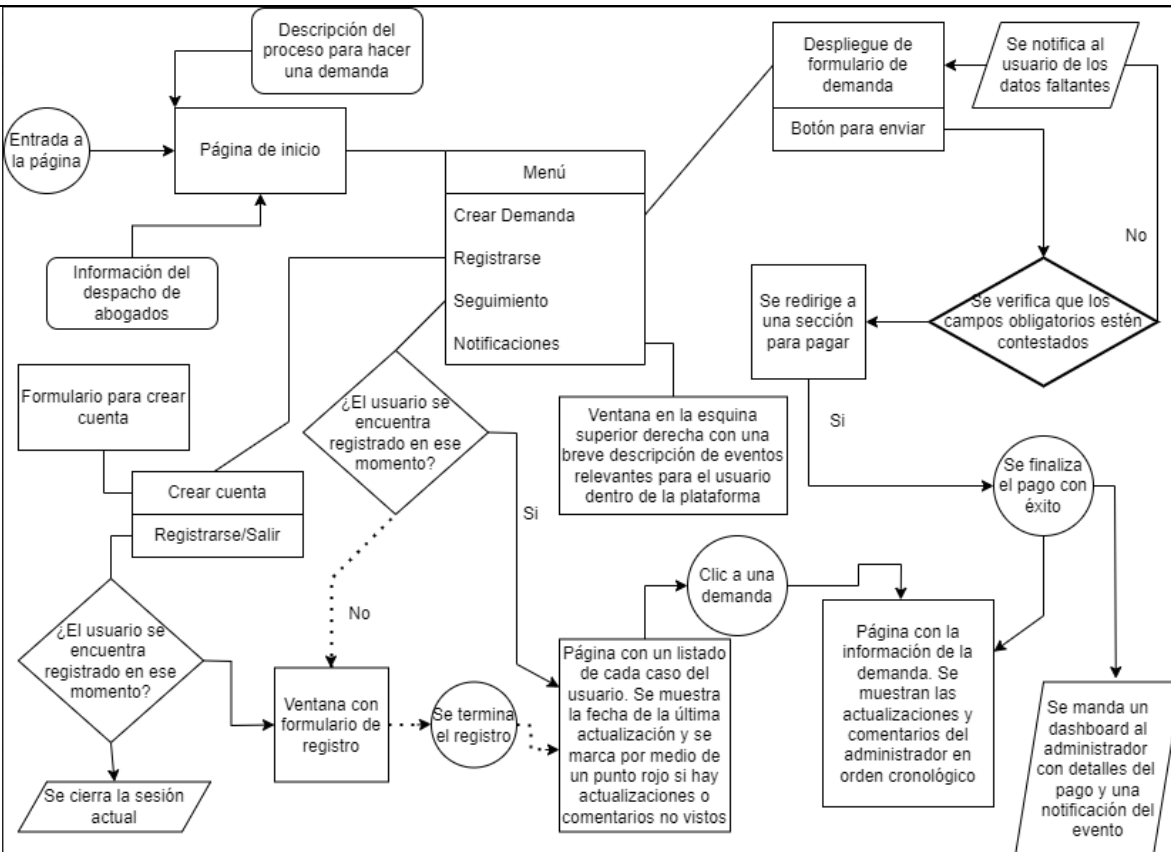 Descripción del
proceso para hacer
una demanda
Entrada a
la página
Página de inicio
Información del
despacho de
abogados
Menú
Crear Demanda
Registrarse
Seguimiento
Notificaciones
Despliegue de
formulario de
demanda
Botón para enviar
Se notifica al
usuario de los
datos faltantes
No
Se verifica que los
campos obligatorios estén
contestados
Se redirige a
una sección
para pagar
Si
Se finaliza
el pago con
éxito
Formulario para crear
cuenta
Crear cuenta
Registrarse/Salir
¿El usuario se
encuentra
registrado en ese
momento?
Si
No
Ventana en la esquina
superior derecha con una
breve descripción de eventos
relevantes para el usuario
dentro de la plataforma
¿El usuario se
encuentra
registrado en ese
momento?
Se cierra la sesión
actual
Ventana con
formulario de
registro
Se termina
el registro
Página con un listado
de cada caso del
usuario. Se muestra
la fecha de la última
actualización y se
marca por medio de
un punto rojo si hay
actualizaciones o
comentarios no vistos
Clic a una
demanda
Página con la
información de la
demanda. Se
muestran las
actualizaciones y
comentarios del
administrador en
orden cronológico
Se manda un
dashboard al
administrador
con detalles del
pago y una
notificación del
evento